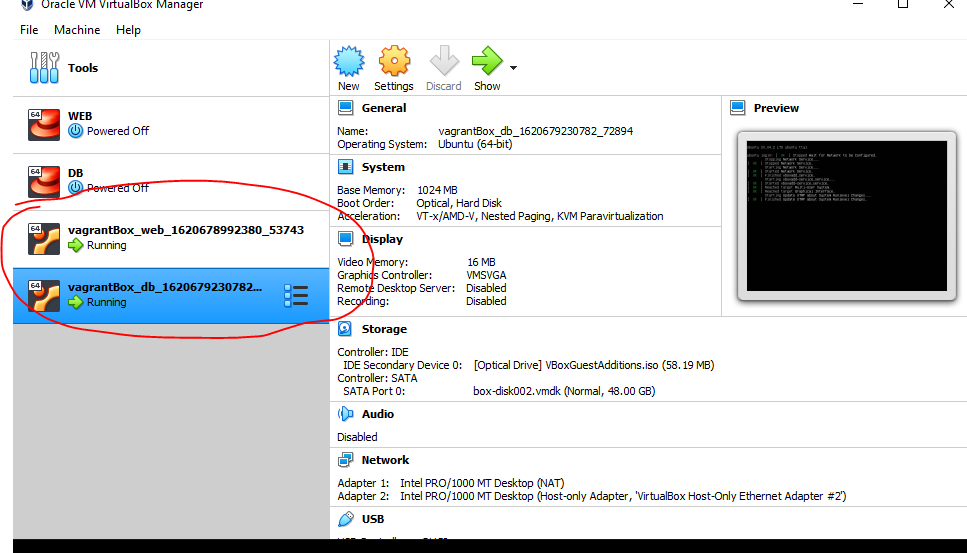 Oracle VM VirtualBox Manager
File Machine Help
Tools
64
WEB
Powered Off
64
DB
Powered Off
64
vagrantBox_web_1620678992380_53743
Running
64
vagrantBox_db_1620679230782...
Running
New Settings Discard Show
General
Name: vagrantBox_db_1620679230782_72894
Operating System: Ubuntu (64-bit)
System
Base Memory: 1024 MB
Boot Order: Optical, Hard Disk
Acceleration: VT-x/AMD-V, Nested Paging, KVM Paravirtualization
Display
Video Memory: 16 MB
Graphics Controller: VMSVGA
Remote Desktop Server: Disabled
Recording: Disabled
Storage
Controller: IDE
IDE Secondary Device 0: [Optical Drive] VBoxGuestAdditions.iso (58.19 MB)
Controller: SATA
SATA Port 0: box-disk002.vmdk (Normal, 48.00 GB)
Audio
Disabled
Network
Adapter 1: Intel PRO/1000 MT Desktop (NAT)
Adapter 2: Intel PRO/1000 MT Desktop (Host-only Adapter, 'VirtualBox Host-Only Ethernet Adapter #2')
USB
Preview